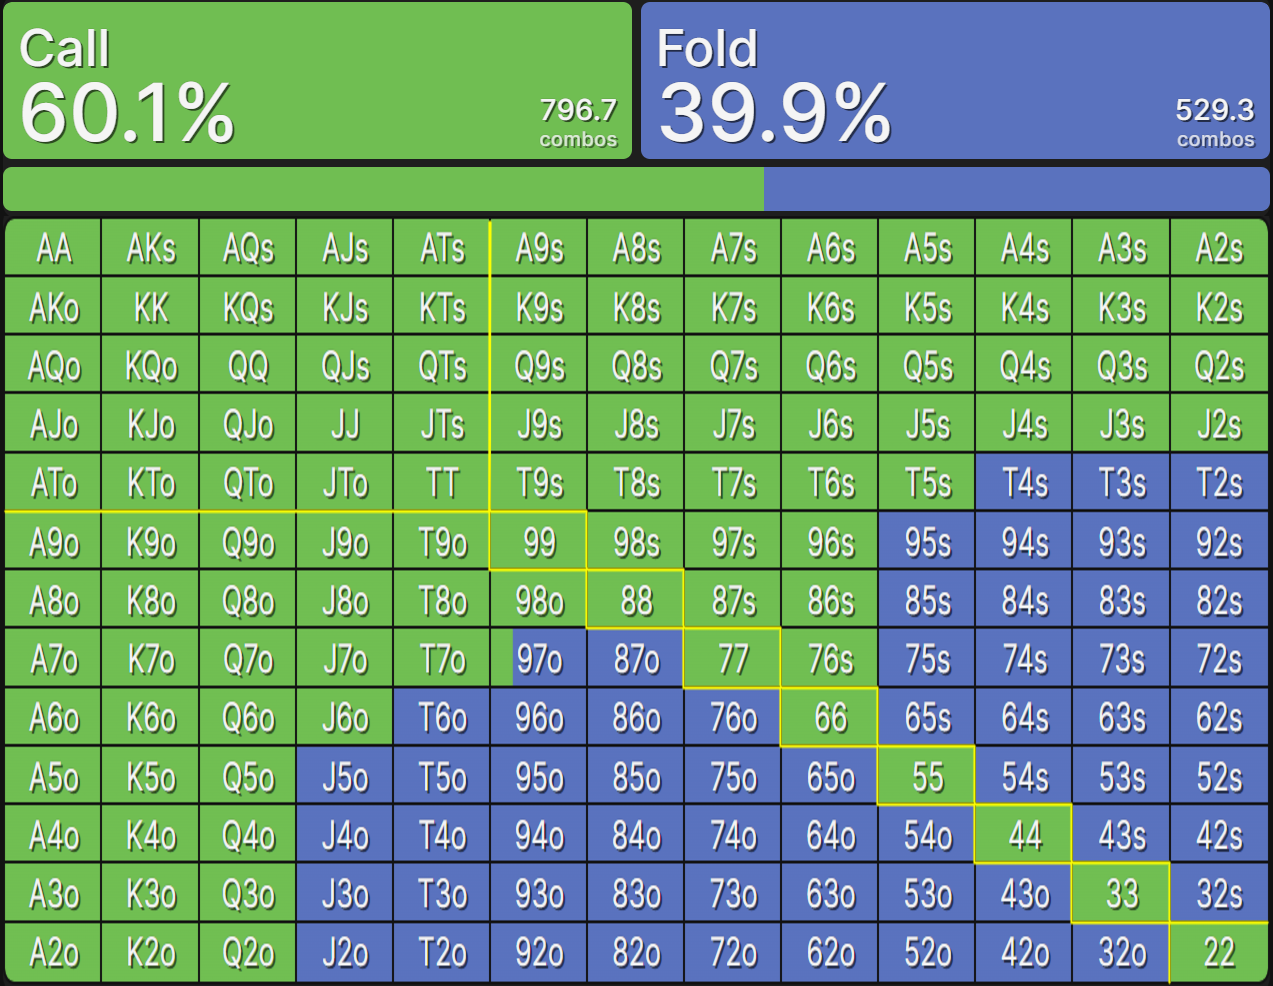 Call
60.1%
796.7
combos
Fold
39.9%
529.3
combos
AA AKs AQs AJs ATs A9s A8s A7s A6s A5s A4s A3s A2s
AKo KK KQs KJs KTs K9s K8s K7s K6s K5s K4s K3s K2s
AQo KQo QQ QJs QTs Q9s Q8s Q7s Q6s Q5s Q4s Q3s Q2s
AJo KJo QJo JJ JTs J9s J8s J7s J6s J5s J4s J3s J2s
ATo KTo QTo JTo TT T9s T8s T7s T6s T5s T4s T3s T2s
A9o K9o Q9o J9o T9o 99 98s 97s 96s 95s 94s 93s 92s
A8o K8o Q8o J8o T8o 98o 88 87s 86s 85s 84s 83s 82s
A7o K7o Q7o J7o T7o 97o 87o 77 76s 75s 74s 73s 72s
A6o K6o Q6o J6o T6o 96o 86o 76o 66 65s 64s 63s 62s
A5o K5o Q5o J5o T5o 95o 85o 75o 65o 55 54s 53s 52s
A4o K4o Q4o J4o T4o 94o 84o 74o 64o 54o 44 43s 42s
A3o K3o Q3o J3o T3o 93o 83o 73o 63o 53o 43o 33 32s
A2o K2o Q2o J2o T2o 92o 82o 72o 62o 52o 42o 32o 22